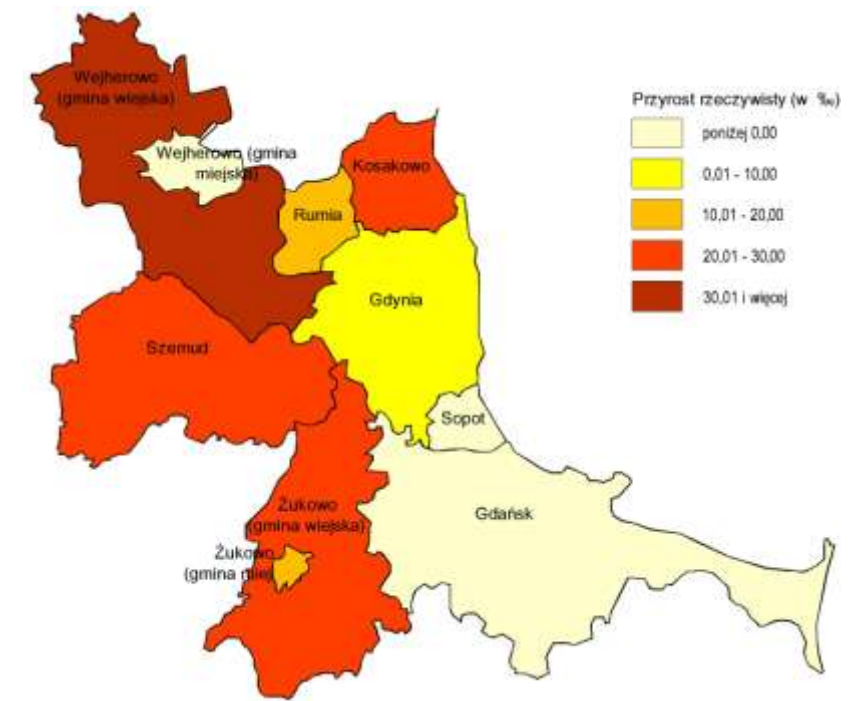 Wejherowo
(gmina wiejska)
Wejherowo (gmina
miejska)
Kosakowo
Rumia
Gdynia
Szemud
Sopot
Gdańsk
Żukowo
(gmina wiejska)
Żukowo
(gmina miej
Przyrost rzeczywisty (w ‰)
poniżej 0,00
0,01 - 10,00
10,01 - 20,00
20,01 - 30,00
30,01 i więcej